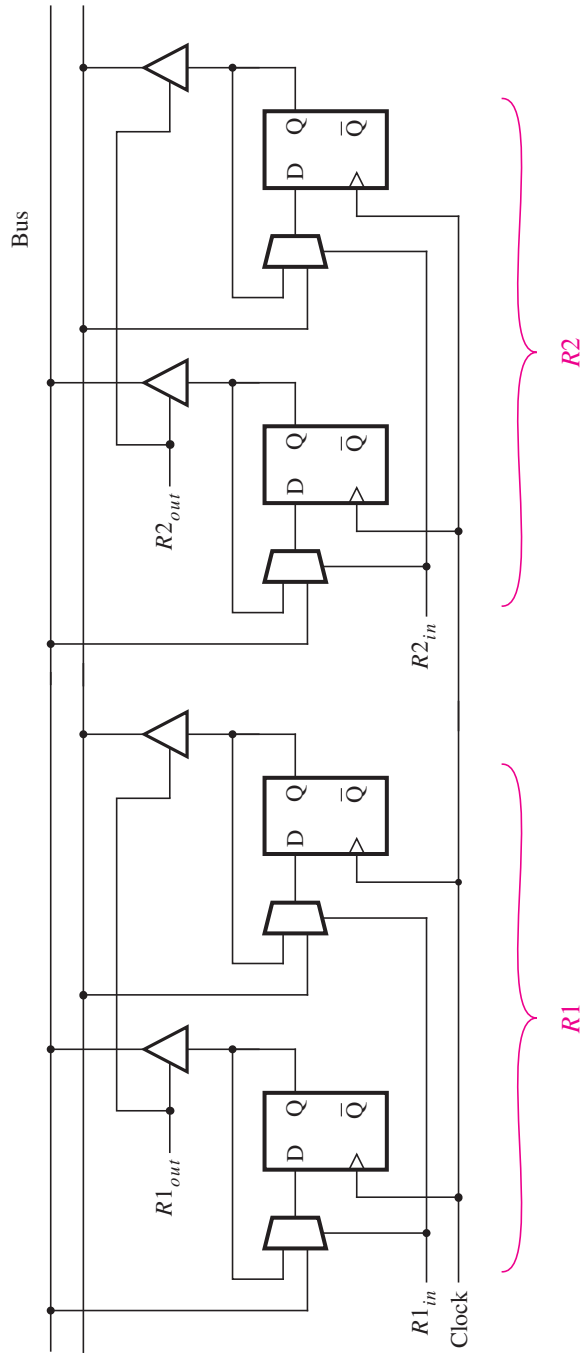 Bus
R1out
R2out
D Q
Q̅
D Q
Q̅
D Q
Q̅
D Q
Q̅
R1in
R2in
Clock
R1
R2